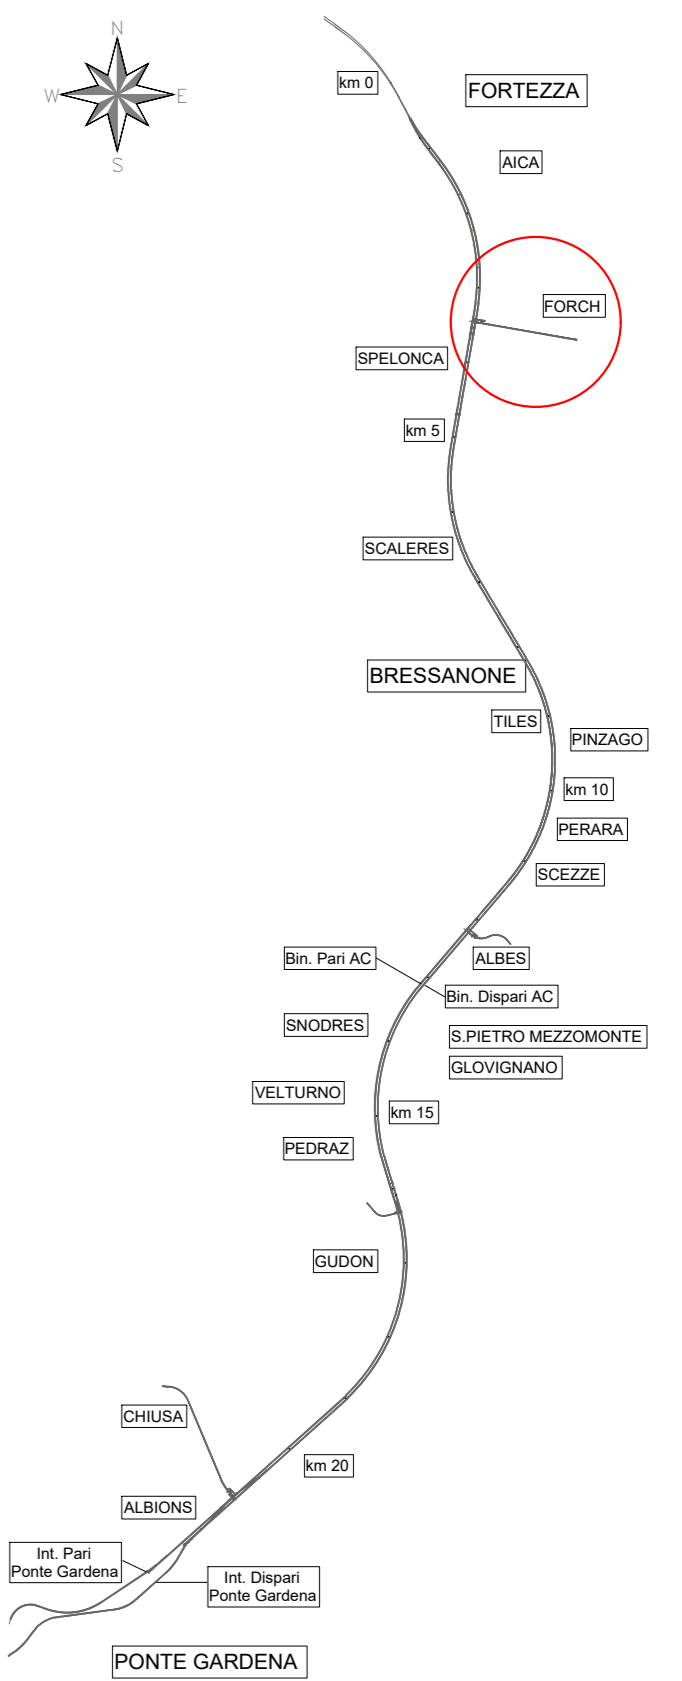 N
km 0
FORTEZZA
W
E
S
AICA
FORCH
SPELONCA
km 5
SCALERES
BRESSANONE
TILES
PINZAGO
km 10
PERARA
SCEZZE
Bin. Pari AC
ALBES
Bin. Dispari AC
SNODRES
S.PIETRO MEZZOMONTE
GLOVIGNANO
VELTURNO
km 15
PEDRAZ
GUDON
CHIUSA
km 20
ALBIONS
Int. Pari
Ponte Gardena
Int. Dispari
Ponte Gardena
PONTE GARDENA